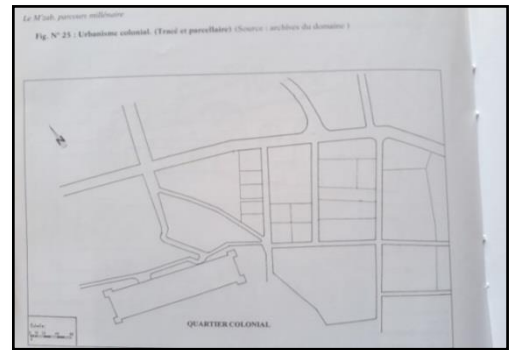 Le M'zab, parcours millénaire
Fig. N° 25 : Urbanisme colonial. (Tracé et parcellaire) (Source : archives du domaine )
N
QUARTIER COLONIAL